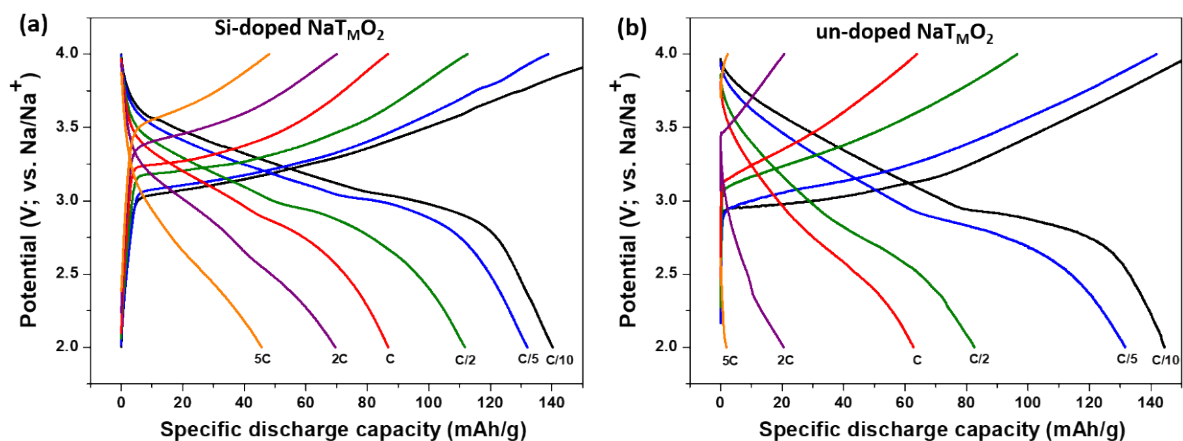 (a)
Si-doped NaT_MO_2
Potential (V; vs. Na/Na^+)
4.0
3.5
3.0
2.5
2.0
5C 2C C C/2 C/5 C/10
0 20 40 60 80 100 120 140
Specific discharge capacity (mAh/g)
(b)
un-doped NaT_MO_2
Potential (V; vs. Na/Na^+)
4.0
3.5
3.0
2.5
2.0
5C 2C C C/2 C/5 C/10
0 20 40 60 80 100 120 140
Specific discharge capacity (mAh/g)